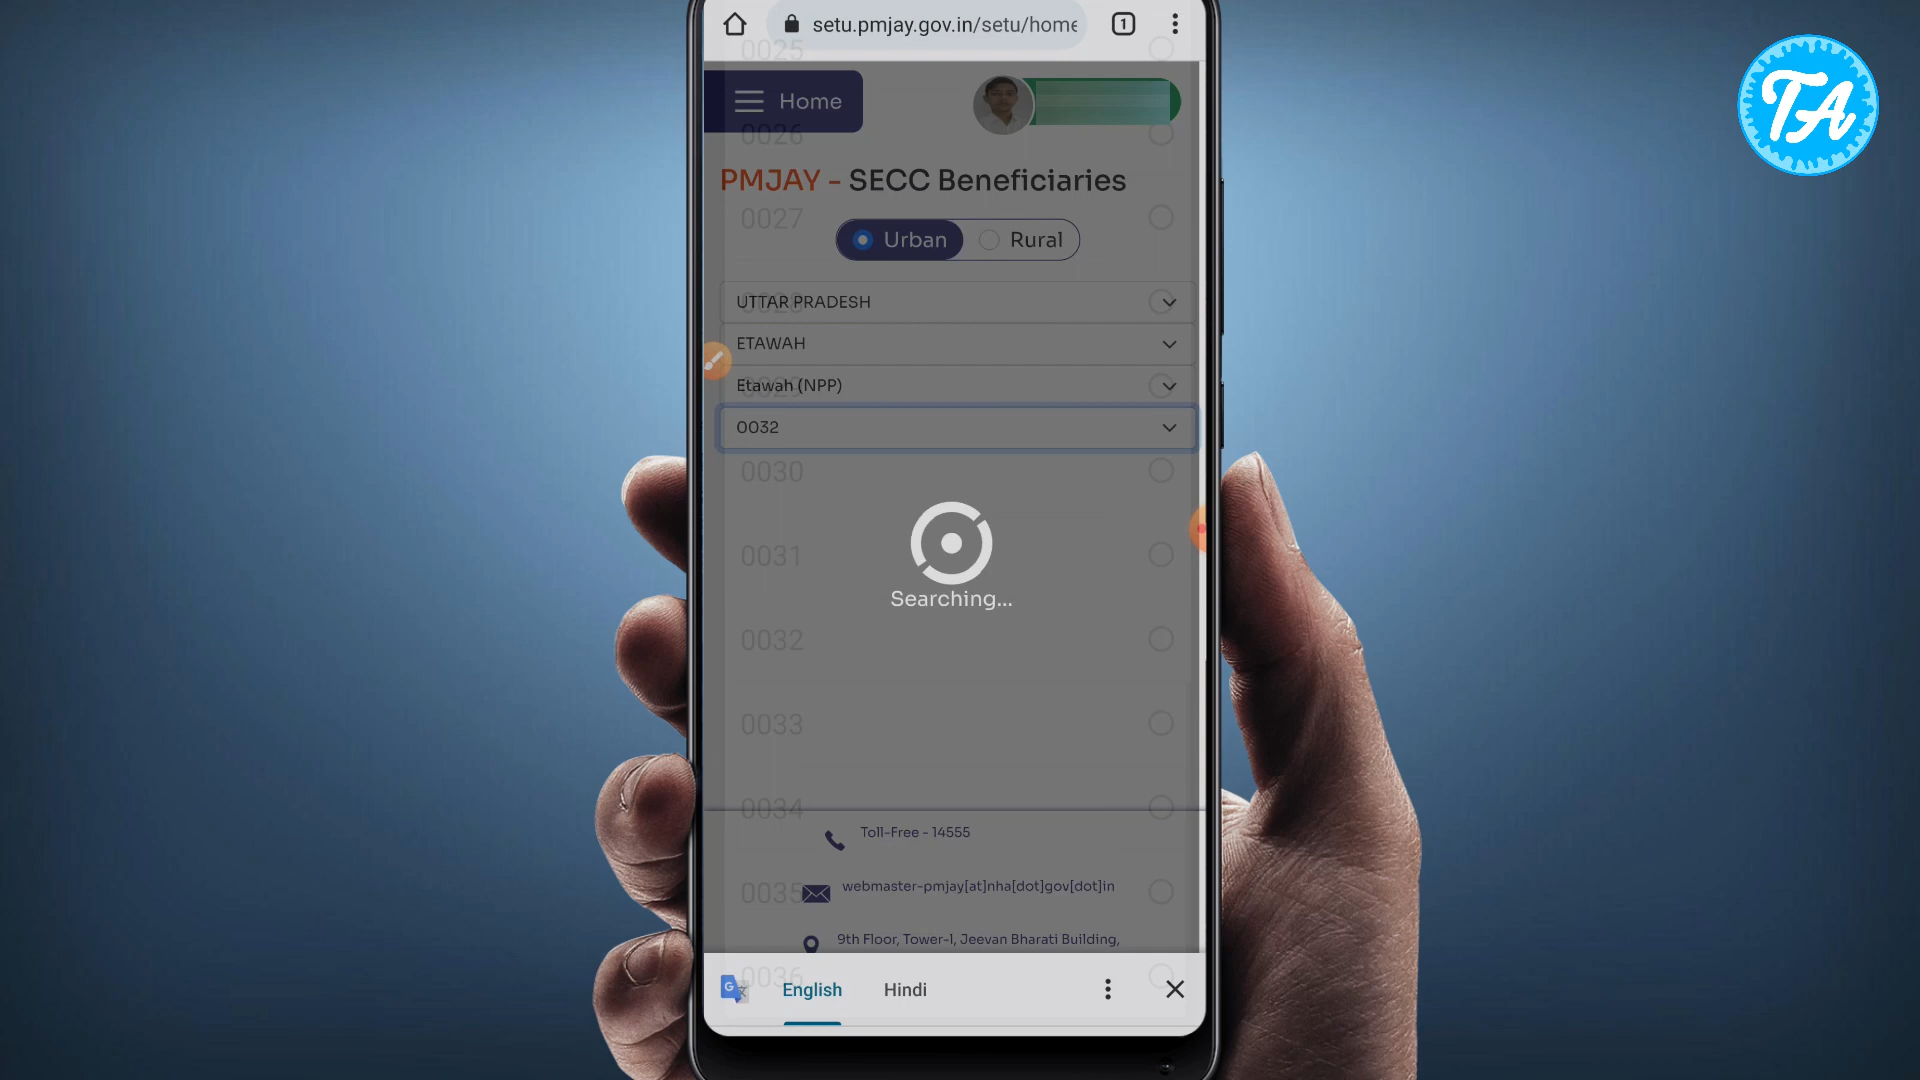 setu.pmjay.gov.in/setu/home
1
0025
Home
0026
PMJAY - SECC Beneficiaries
0027
Urban
Rural
UTTAR PRADESH
ETAWAH
Etawah (NPP)
0032
0030
0031
Searching...
0032
0033
0034
Toll-Free - 14555
0035
webmaster-pmjay[at]nha[dot]gov[dot]in
9th Floor, Tower-l, Jeevan Bharati Building,
0036
English
Hindi
TA